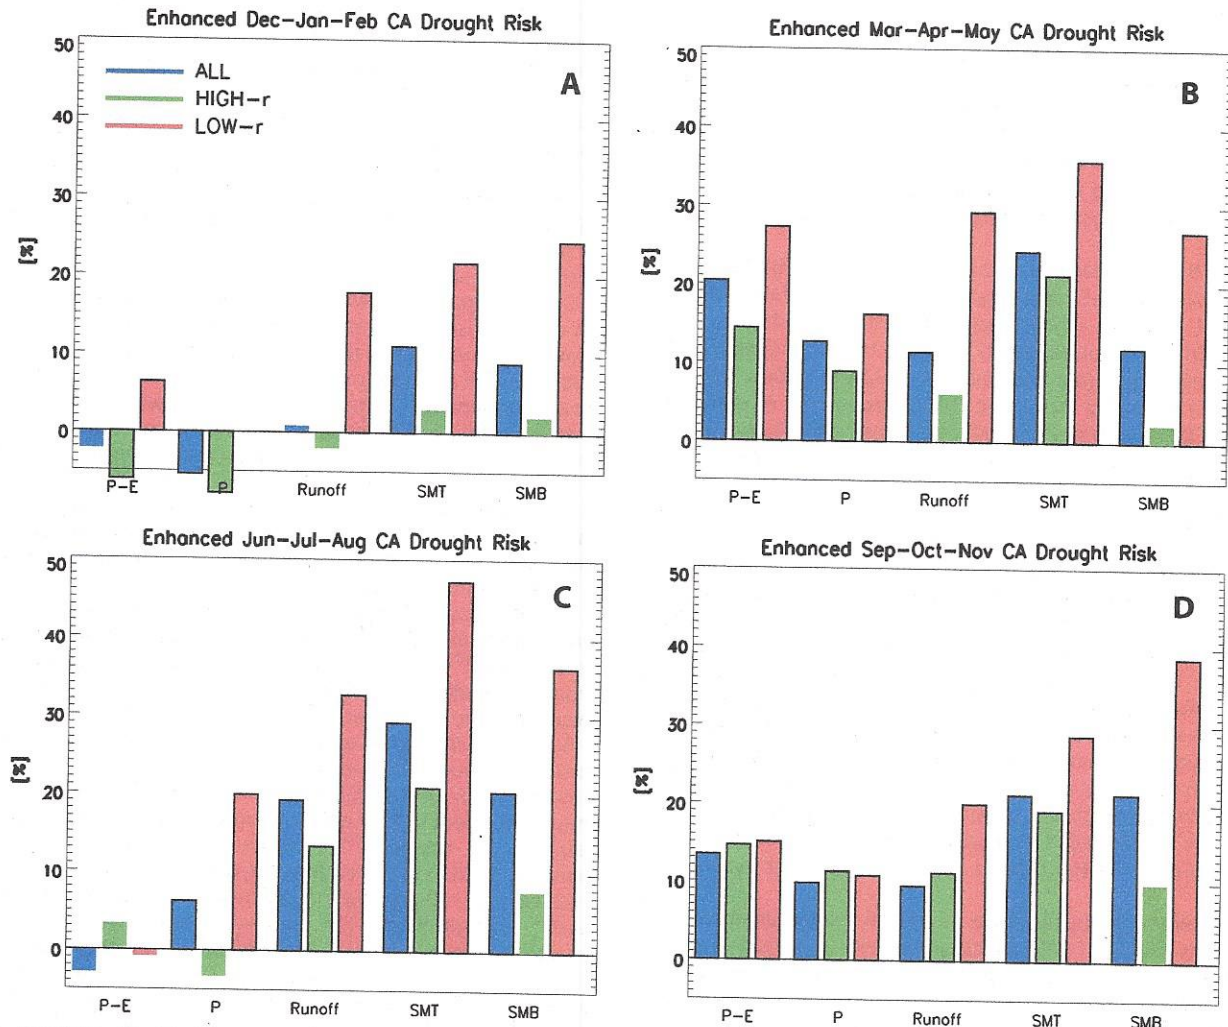 Enhanced Dec-Jan-Feb CA Drought Risk
50
40
30
20
10
0
[%]
ALL
HIGH-r
LOW-r
A
P-E
P
Runoff
SMT
SMB
Enhanced Mar-Apr-May CA Drought Risk
50
40
30
20
10
0
[%]
B
P-E
P
Runoff
SMT
SMB
Enhanced Jun-Jul-Aug CA Drought Risk
50
40
30
20
10
0
[%]
C
P-E
P
Runoff
SMT
SMB
Enhanced Sep-Oct-Nov CA Drought Risk
50
40
30
20
10
0
[%]
D
P-E
P
Runoff
SMT
SMB